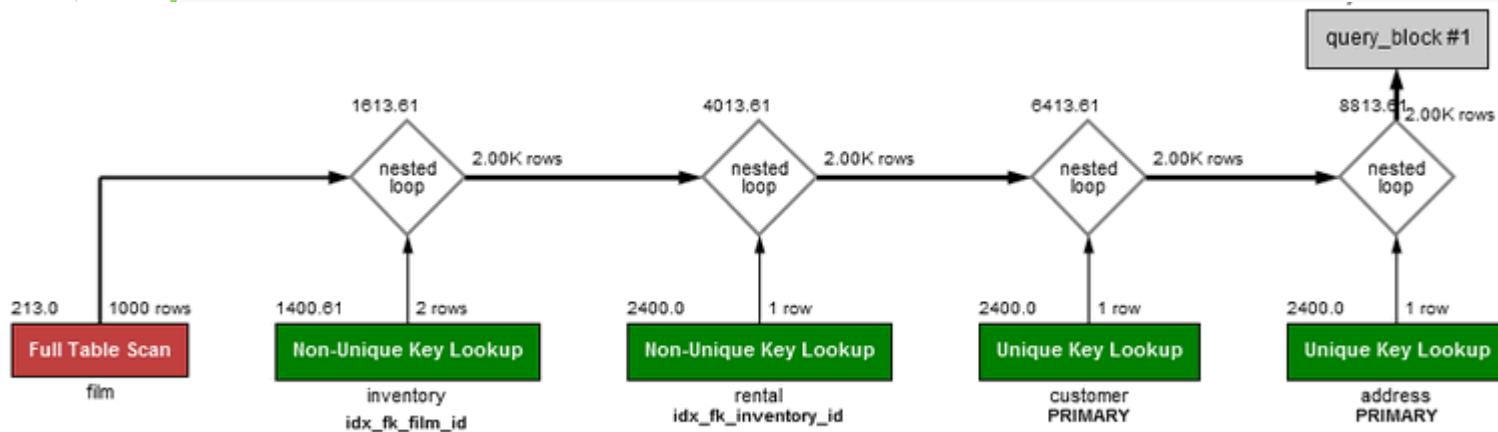 query_block #1
1613.61
4013.61
6413.61
8813.61
2.00K rows
nested
loop
2.00K rows
nested
loop
2.00K rows
nested
loop
2.00K rows
nested
loop
213.0
1000 rows
1400.61
2 rows
2400.0
1 row
2400.0
1 row
2400.0
1 row
Full Table Scan
Non-Unique Key Lookup
Non-Unique Key Lookup
Unique Key Lookup
Unique Key Lookup
film
inventory
idx_fk_film_id
rental
idx_fk_inventory_id
customer
PRIMARY
address
PRIMARY